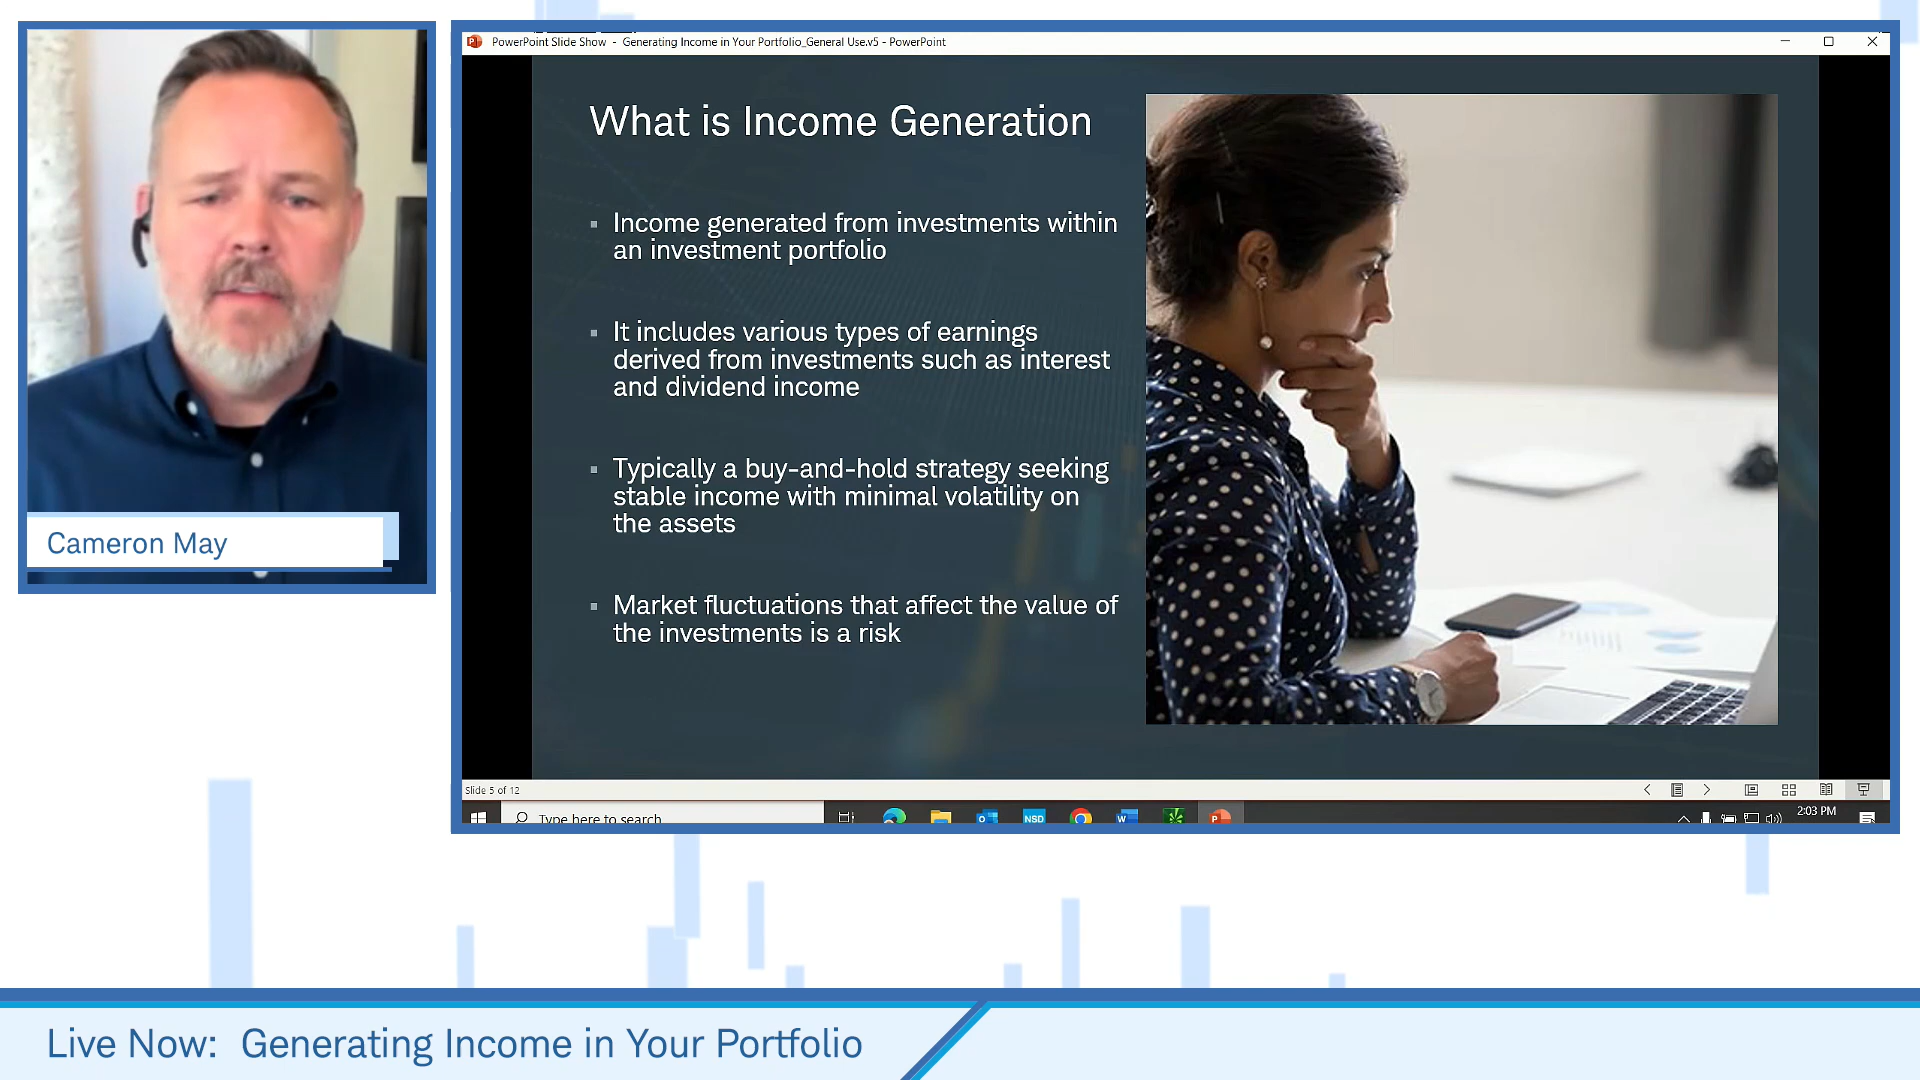 PowerPoint Slide Show - Generating Income in Your Portfolio_General Use.v5 - PowerPoint
What is Income Generation
▪ Income generated from investments within
an investment portfolio
▪ It includes various types of earnings
derived from investments such as interest
and dividend income
▪ Typically a buy-and-hold strategy seeking
stable income with minimal volatility on
the assets
▪ Market fluctuations that affect the value of
the investments is a risk
Cameron May
Slide 5 of 12
Type here to search
NSD
2:03 PM
Live Now: Generating Income in Your Portfolio